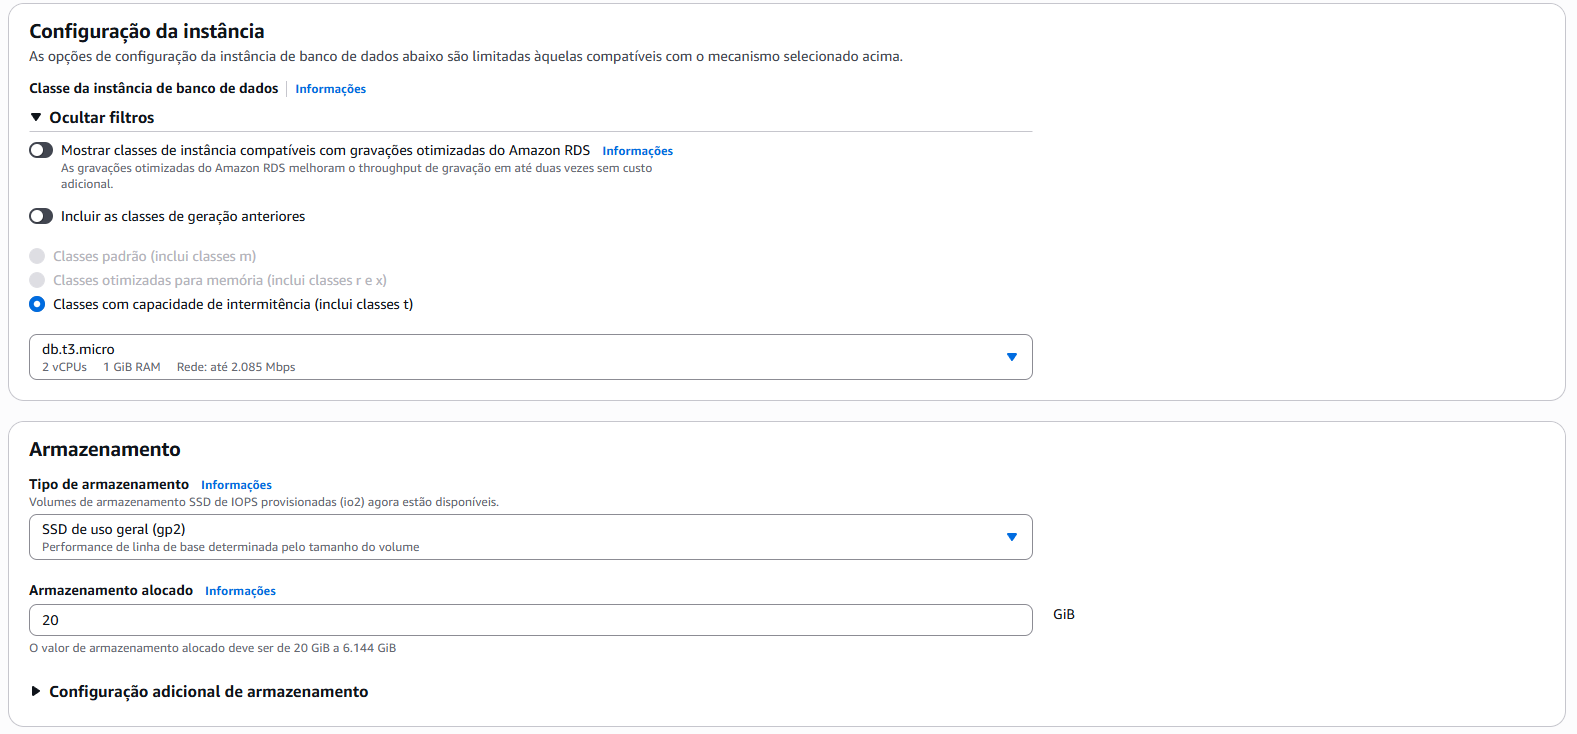 Configuração da instância
As opções de configuração da instância de banco de dados abaixo são limitadas àquelas compatíveis com o mecanismo selecionado acima.
Classe da instância de banco de dados Informações
Ocultar filtros
Mostrar classes de instância compatíveis com gravações otimizadas do Amazon RDS Informações
As gravações otimizadas do Amazon RDS melhoram o throughput de gravação em até duas vezes sem custo
adicional.
Incluir as classes de geração anteriores
Classes padrão (inclui classes m)
Classes otimizadas para memória (inclui classes r e x)
Classes com capacidade de intermitência (inclui classes t)
db.t3.micro
2 vCPUs 1 GiB RAM Rede: até 2.085 Mbps
Armazenamento
Tipo de armazenamento Informações
Volumes de armazenamento SSD de IOPS provisionadas (io2) agora estão disponíveis.
SSD de uso geral (gp2)
Performance de linha de base determinada pelo tamanho do volume
Armazenamento alocado Informações
20 GiB
O valor de armazenamento alocado deve ser de 20 GiB a 6.144 GiB
Configuração adicional de armazenamento